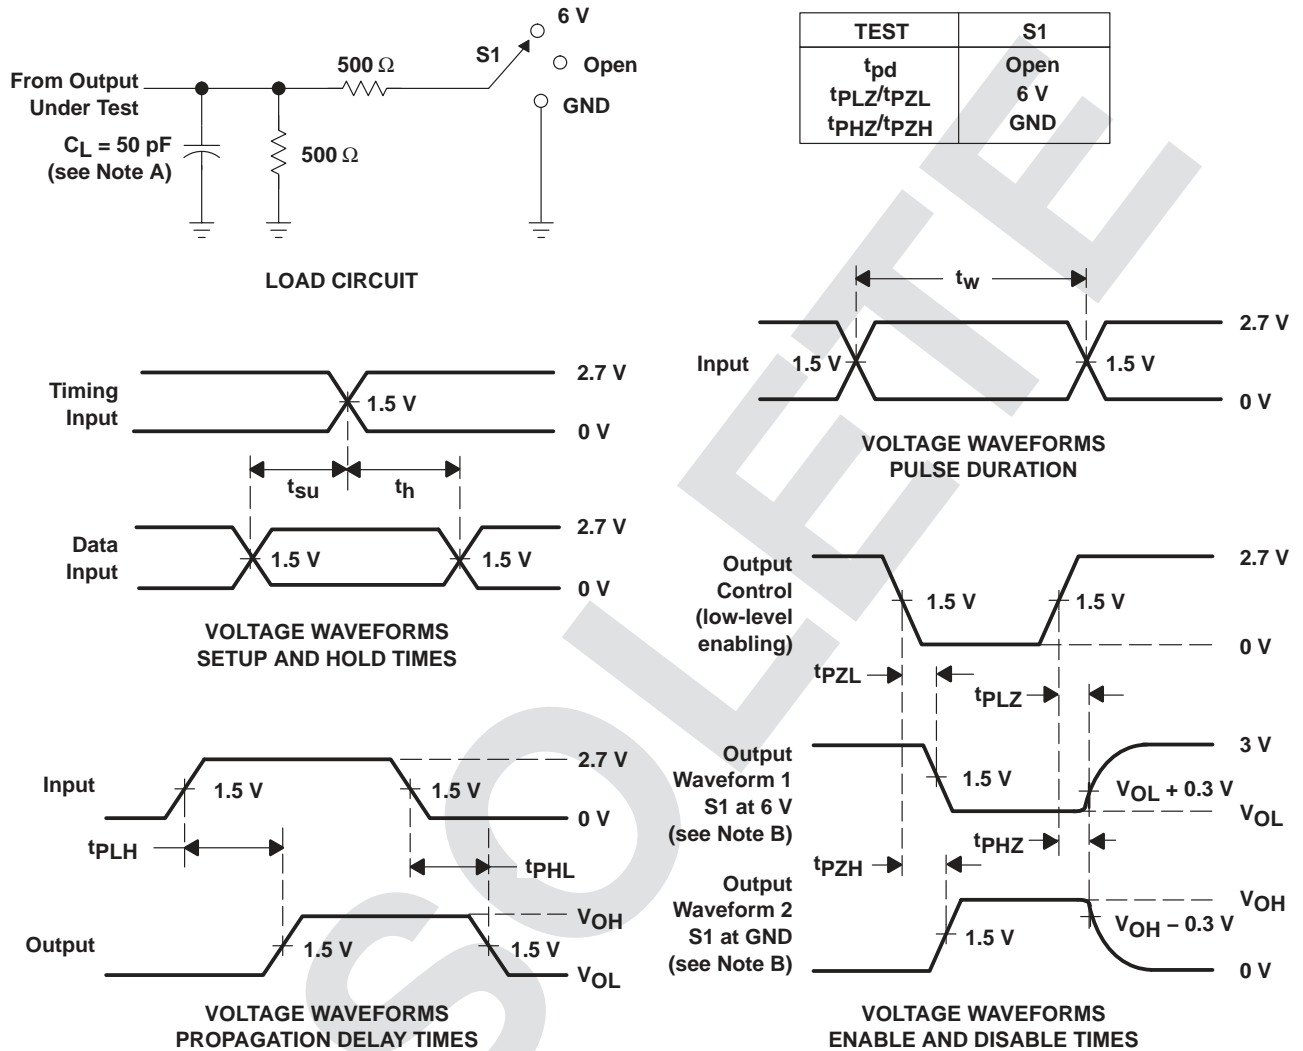 6 V
S1
500 Ω
Open
From Output
Under Test
GND
CL = 50 pF
(see Note A)
500 Ω
LOAD CIRCUIT
TEST S1
tpd Open
tPLZ/tPZL 6 V
tPHZ/tPZH GND
tw
2.7 V
Input
1.5 V
1.5 V
0 V
VOLTAGE WAVEFORMS
PULSE DURATION
Timing
Input
2.7 V
1.5 V
0 V
tsu
th
Data
Input
2.7 V
1.5 V
1.5 V
0 V
VOLTAGE WAVEFORMS
SETUP AND HOLD TIMES
Input
2.7 V
1.5 V
1.5 V
0 V
tPLH
tPHL
Output
VOH
1.5 V
1.5 V
VOL
VOLTAGE WAVEFORMS
PROPAGATION DELAY TIMES
Output
Control
(low-level
enabling)
2.7 V
1.5 V
1.5 V
0 V
tPZL
tPLZ
Output
Waveform 1
S1 at 6 V
(see Note B)
3 V
1.5 V
VOL + 0.3 V
VOL
tPHZ
tPZH
Output
Waveform 2
S1 at GND
(see Note B)
VOH
1.5 V
VOH − 0.3 V
0 V
VOLTAGE WAVEFORMS
ENABLE AND DISABLE TIMES
SOLETE